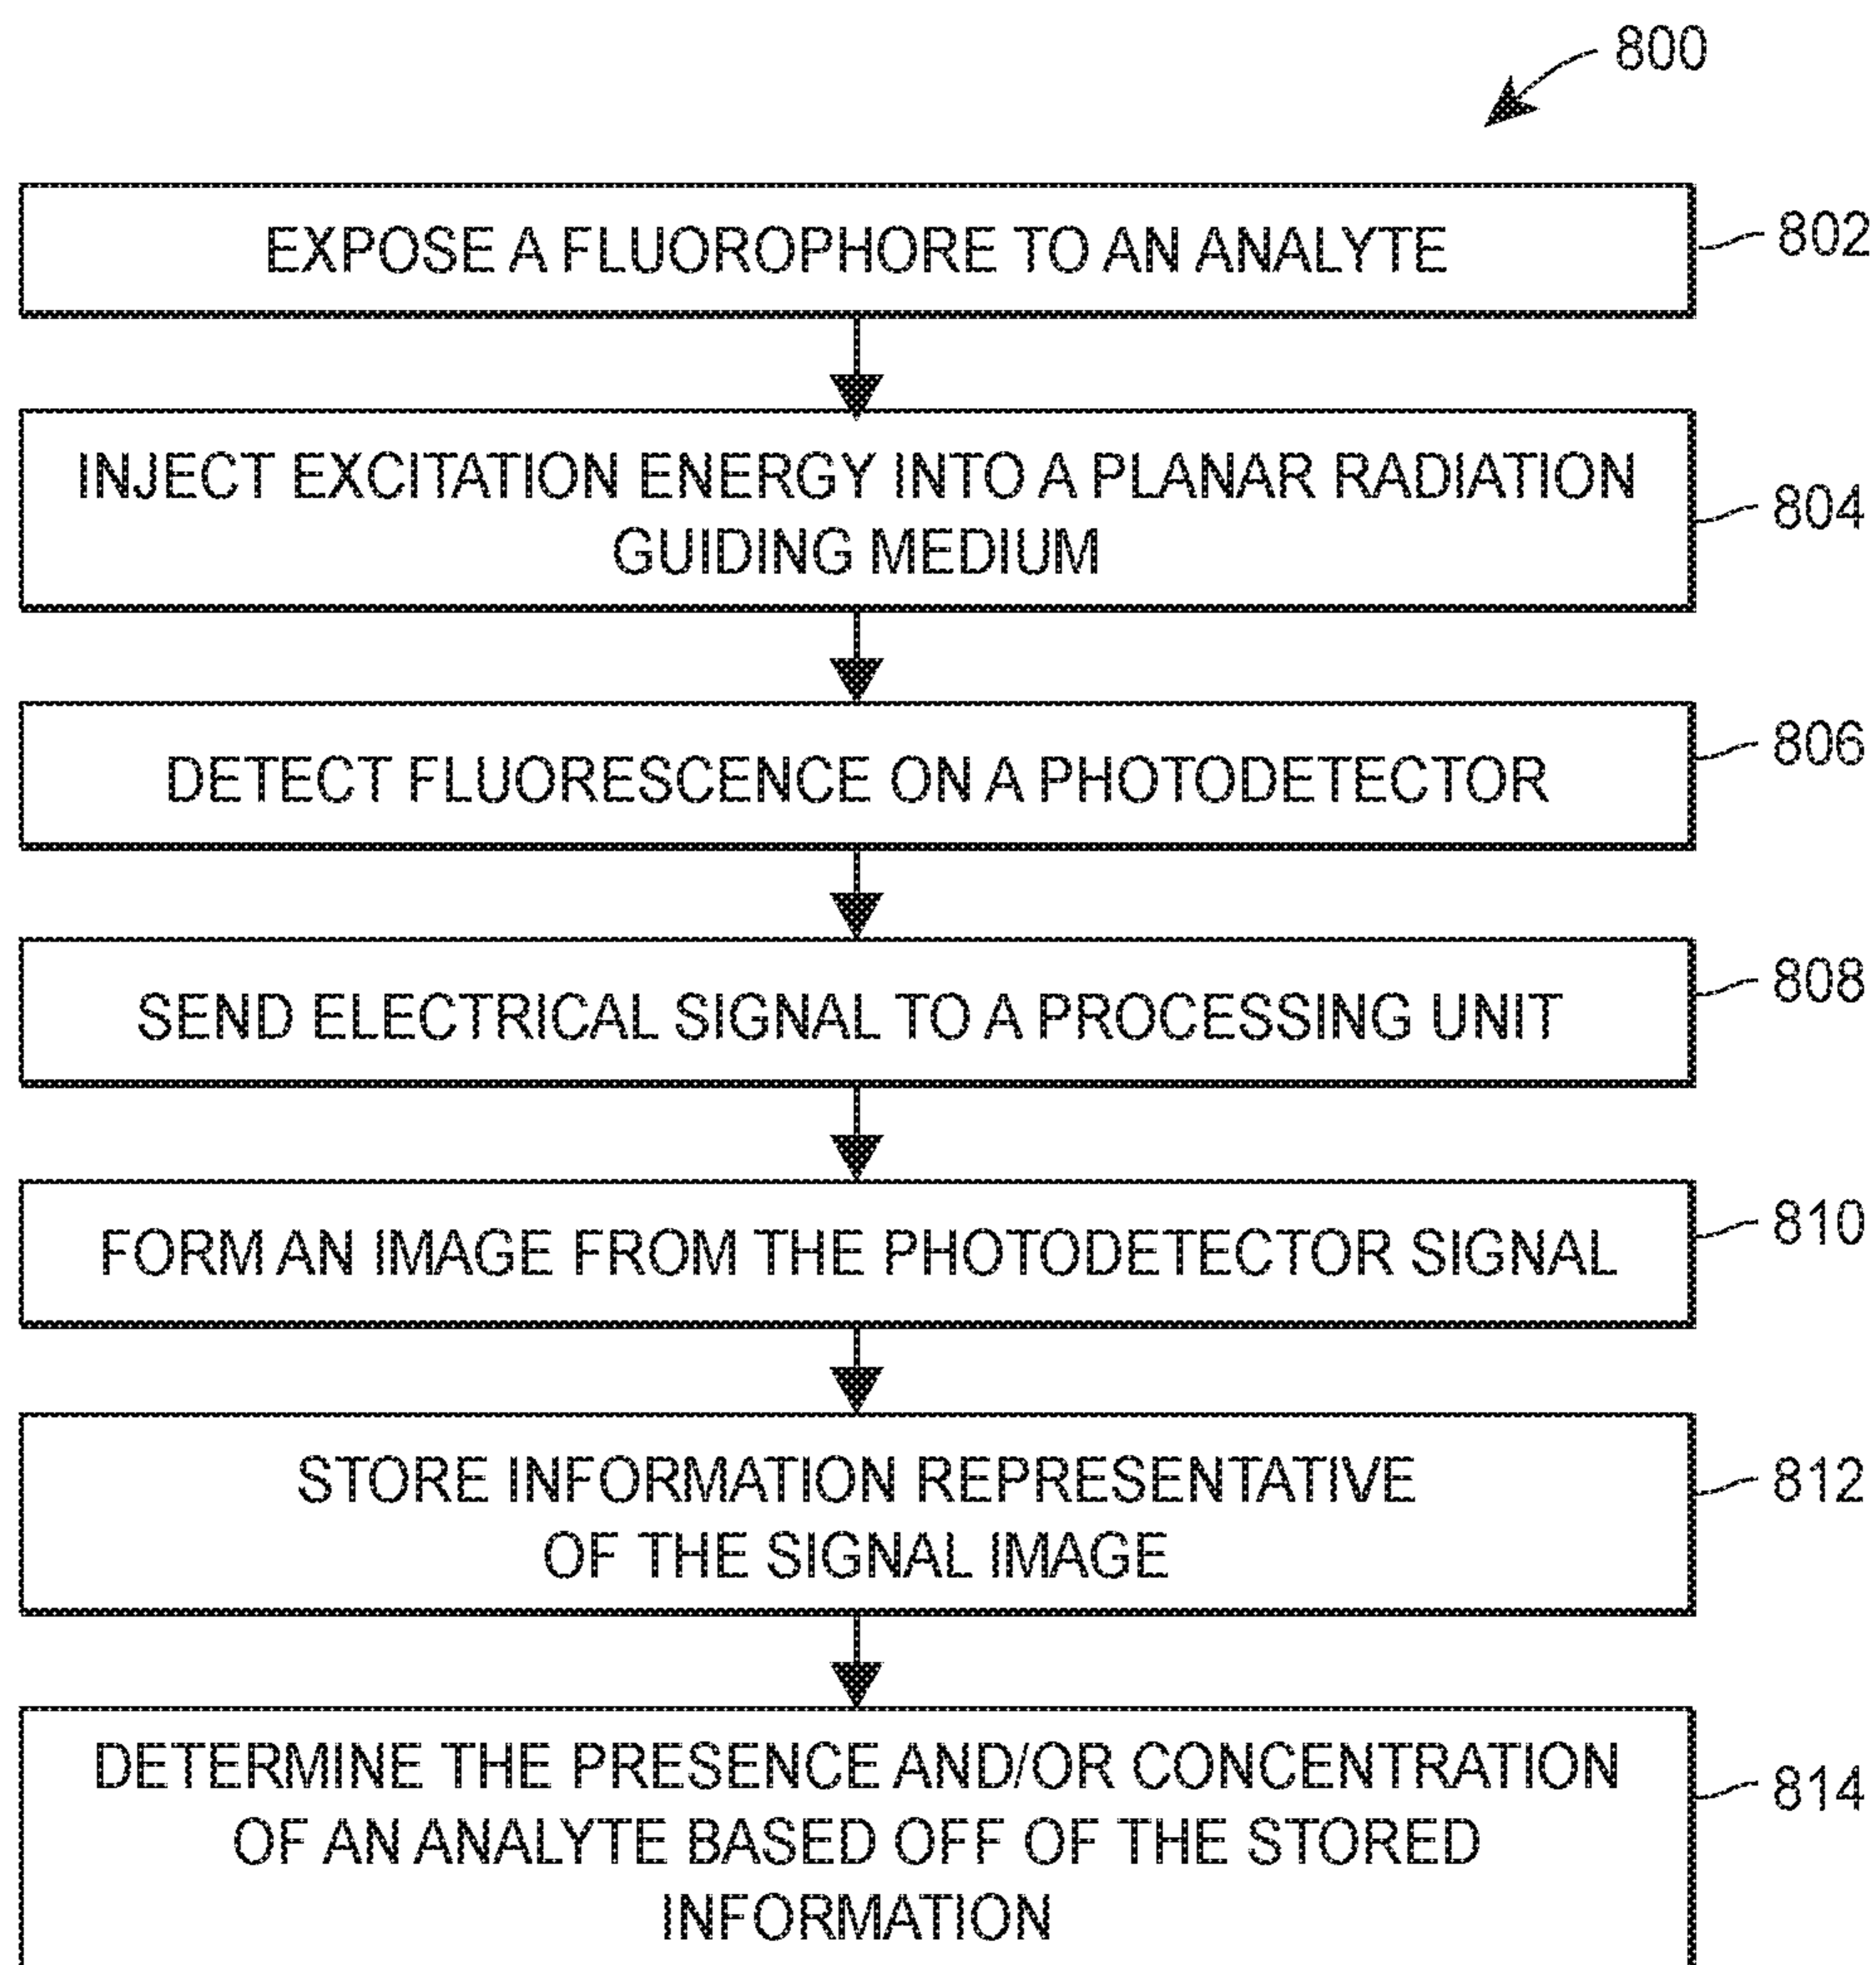 800
EXPOSE A FLUOROPHORE TO AN ANALYTE
802
INJECT EXCITATION ENERGY INTO A PLANAR RADIATION
GUIDING MEDIUM
804
DETECT FLUORESCENCE ON A PHOTODETECTOR
806
SEND ELECTRICAL SIGNAL TO A PROCESSING UNIT
808
FORM AN IMAGE FROM THE PHOTODETECTOR SIGNAL
810
STORE INFORMATION REPRESENTATIVE
OF THE SIGNAL IMAGE
812
DETERMINE THE PRESENCE AND/OR CONCENTRATION
OF AN ANALYTE BASED OFF OF THE STORED
INFORMATION
814